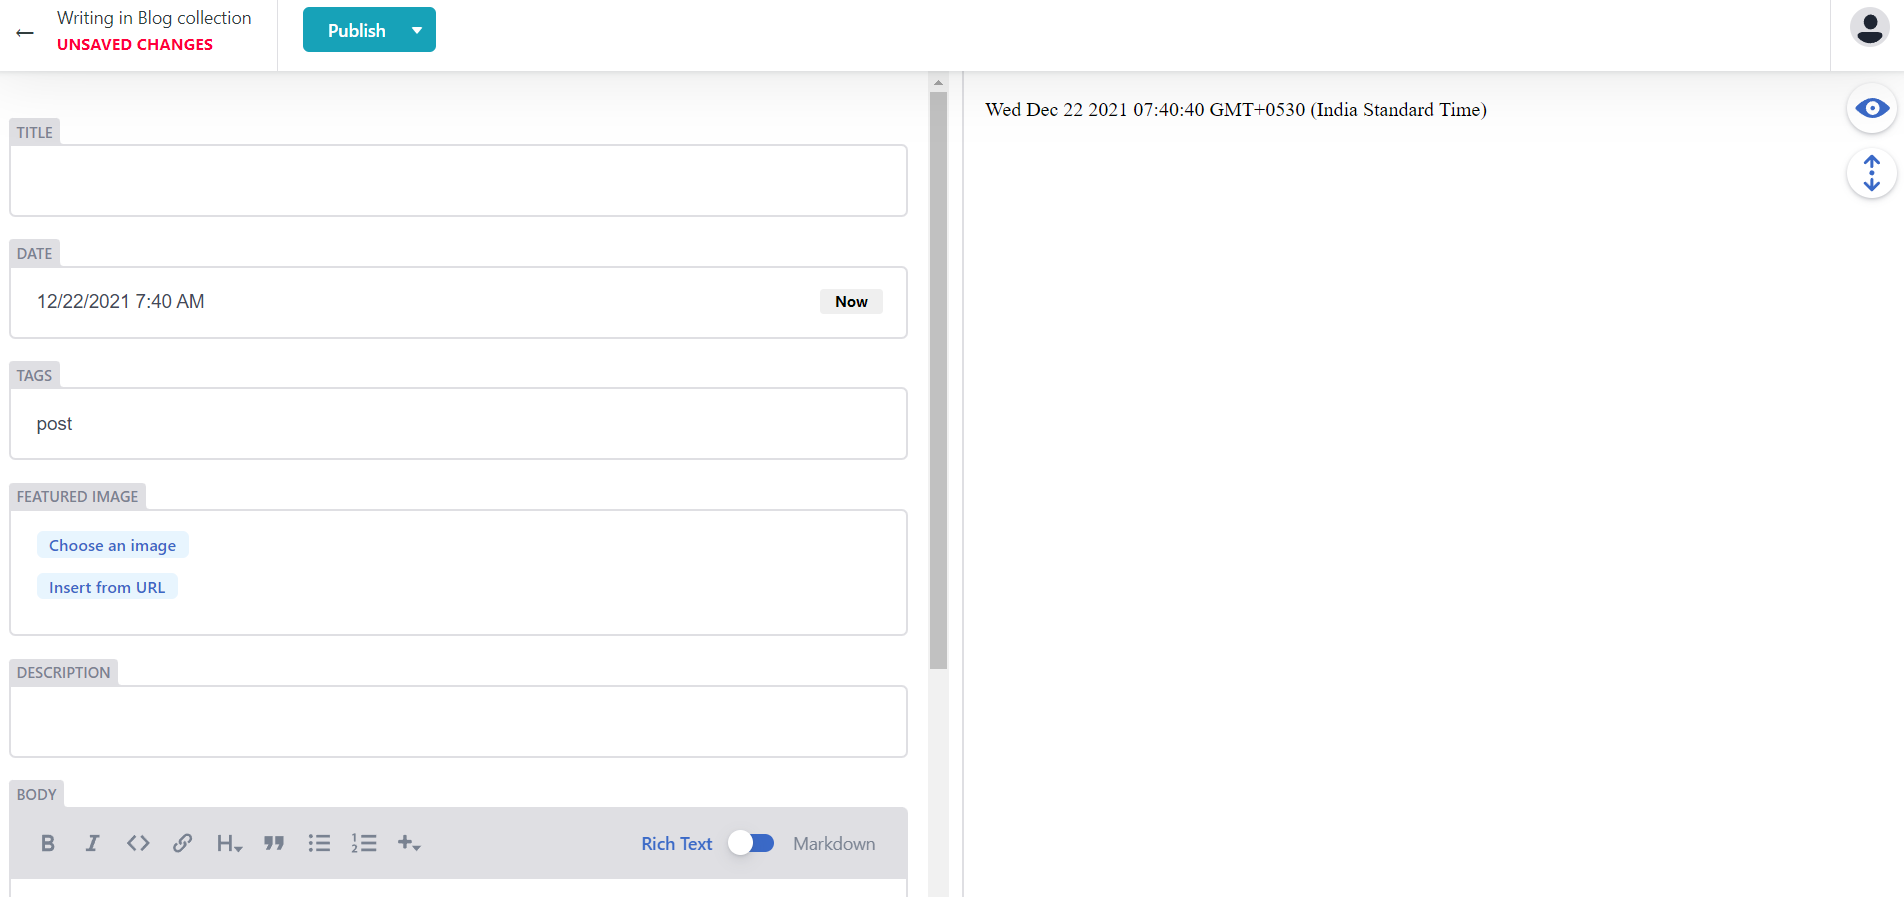 Writing in Blog collection
UNSAVED CHANGES
Publish
Wed Dec 22 2021 07:40:40 GMT+0530 (India Standard Time)
TITLE
DATE
12/22/2021 7:40 AM
Now
TAGS
post
FEATURED IMAGE
Choose an image
Insert from URL
DESCRIPTION
BODY
B I H Rich Text Markdown